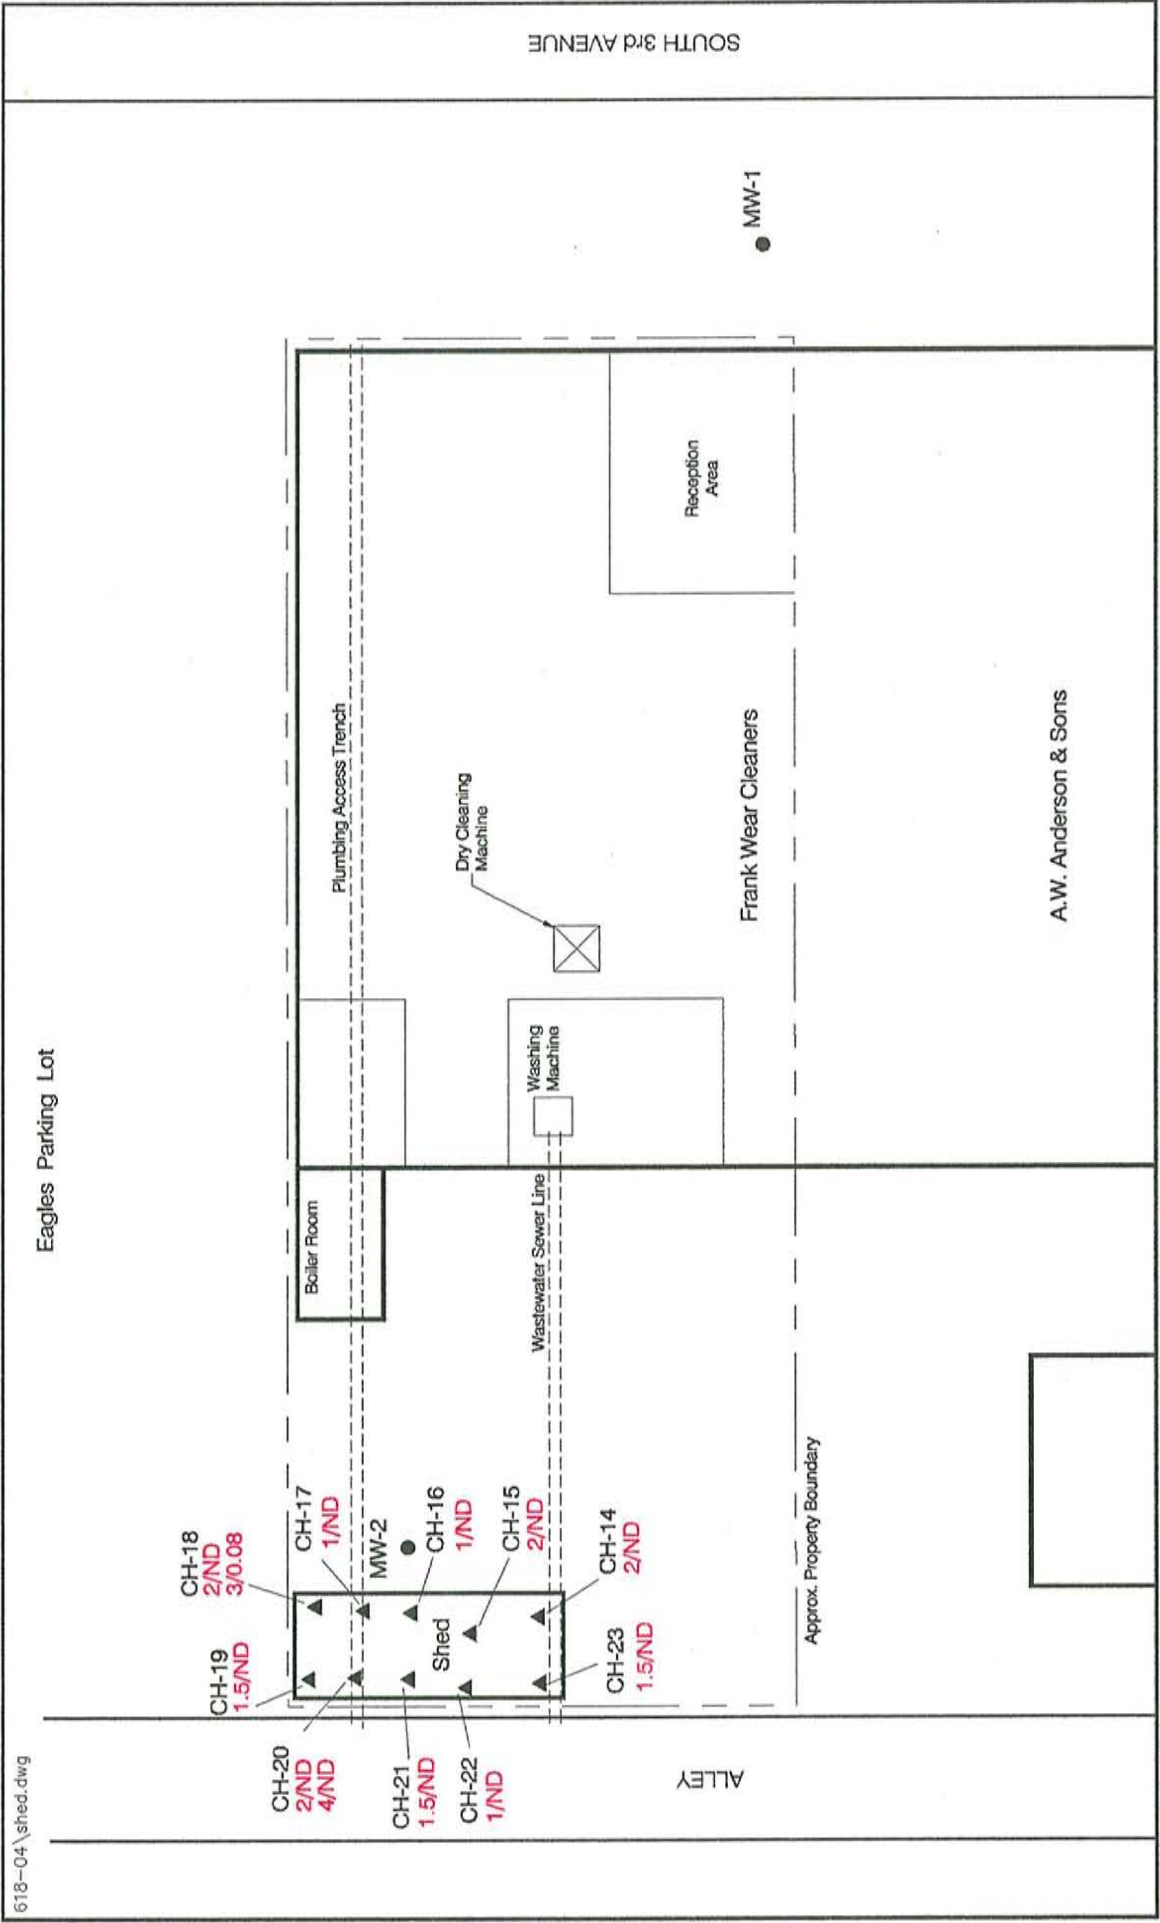 618-04\shed.dwg
Eagles Parking Lot
SOUTH 3rd AVENUE
CH-18
2/ND
3/0.08
CH-19
1.5/ND
CH-17
1/ND
CH-20
2/ND
4/ND
MW-2
CH-16
1/ND
CH-21
1.5/ND
Shed
CH-15
2/ND
CH-22
1/ND
CH-14
2/ND
CH-23
1.5/ND
ALLEY
Boiler Room
Plumbing Access Trench
Wastewater Sewer Line
Washing
Machine
Dry Cleaning
Machine
Reception
Area
MW-1
Frank Wear Cleaners
Approx. Property Boundary
A.W. Anderson & Sons